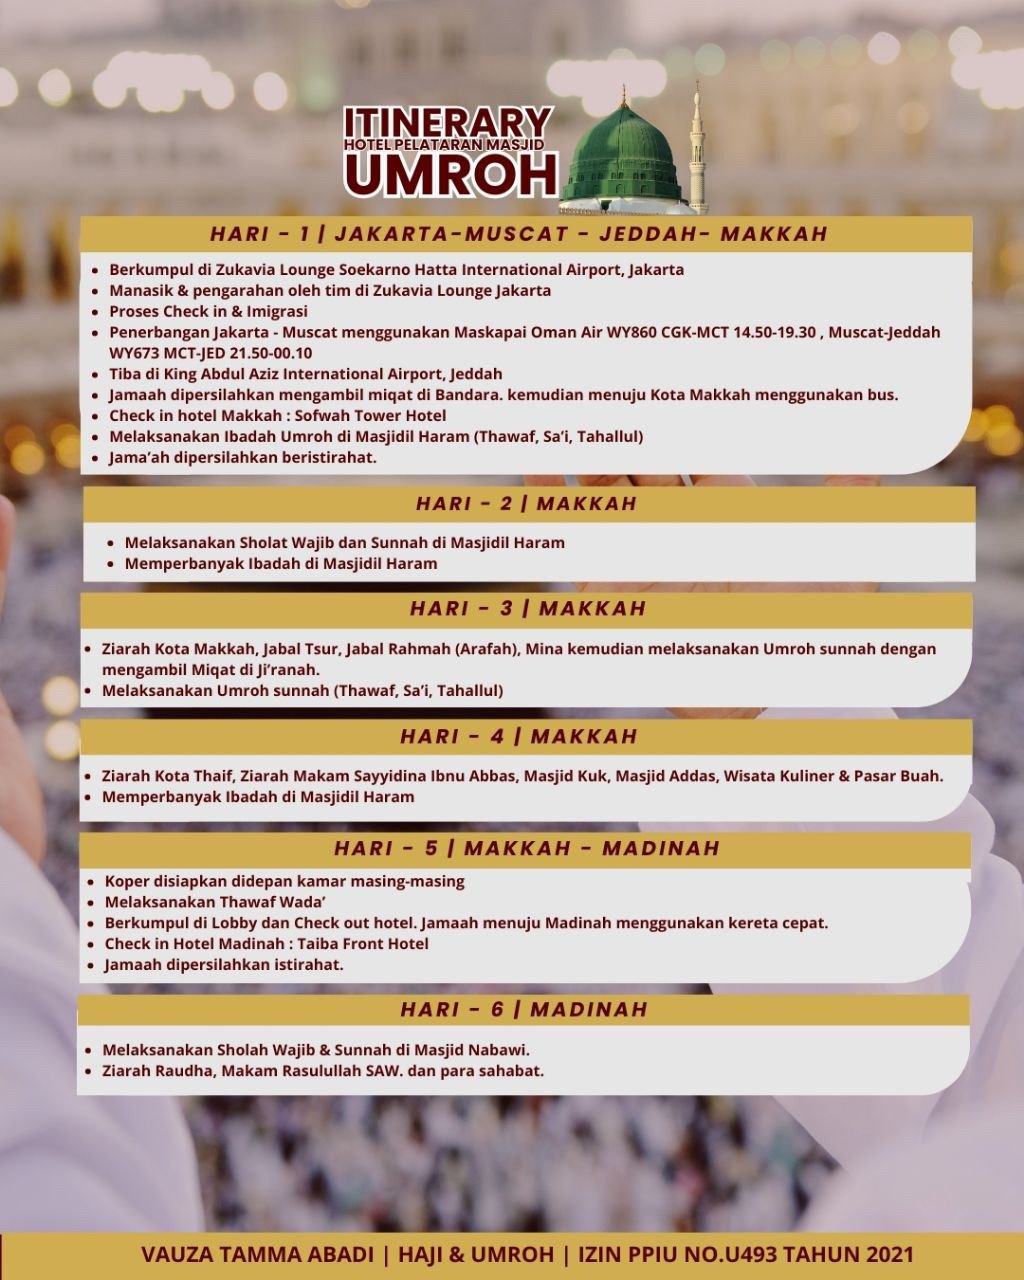 ITINERARY
HOTEL PELATARAN MASJID
UMROH
HARI - 1 | JAKARTA-MUSCAT - JEDDAH- MAKKAH
• Berkumpul di Zukavia Lounge Soekarno Hatta International Airport, Jakarta
• Manasik & pengarahan oleh tim di Zukavia Lounge Jakarta
• Proses Check in & Imigrasi
• Penerbangan Jakarta - Muscat menggunakan Maskapai Oman Air WY860 CGK-MCT 14.50-19.30 , Muscat-Jeddah
WY673 MCT-JED 21.50-00.10
• Tiba di King Abdul Aziz International Airport, Jeddah
• Jamaah dipersilahkan mengambil miqat di Bandara. kemudian menuju Kota Makkah menggunakan bus.
• Check in hotel Makkah : Sofwah Tower Hotel
• Melaksanakan Ibadah Umroh di Masjidil Haram (Thawaf, Sa’i, Tahallul)
• Jama’ah dipersilahkan beristirahat.
HARI - 2 | MAKKAH
• Melaksanakan Sholat Wajib dan Sunnah di Masjidil Haram
• Memperbanyak Ibadah di Masjidil Haram
HARI - 3 | MAKKAH
• Ziarah Kota Makkah, Jabal Tsur, Jabal Rahmah (Arafah), Mina kemudian melaksanakan Umroh sunnah dengan
mengambil Miqat di Ji’ranah.
• Melaksanakan Umroh sunnah (Thawaf, Sa’i, Tahallul)
HARI - 4 | MAKKAH
• Ziarah Kota Thaif, Ziarah Makam Sayyidina Ibnu Abbas, Masjid Kuk, Masjid Addas, Wisata Kuliner & Pasar Buah.
• Memperbanyak Ibadah di Masjidil Haram
HARI - 5 | MAKKAH - MADINAH
• Koper disiapkan didepan kamar masing-masing
• Melaksanakan Thawaf Wada’
• Berkumpul di Lobby dan Check out hotel. Jamaah menuju Madinah menggunakan kereta cepat.
• Check in Hotel Madinah : Taiba Front Hotel
• Jamaah dipersilahkan istirahat.
HARI - 6 | MADINAH
• Melaksanakan Sholah Wajib & Sunnah di Masjid Nabawi.
• Ziarah Raudha, Makam Rasulullah SAW. dan para sahabat.
VAUZA TAMMA ABADI | HAJI & UMROH | IZIN PPIU NO.U493 TAHUN 2021